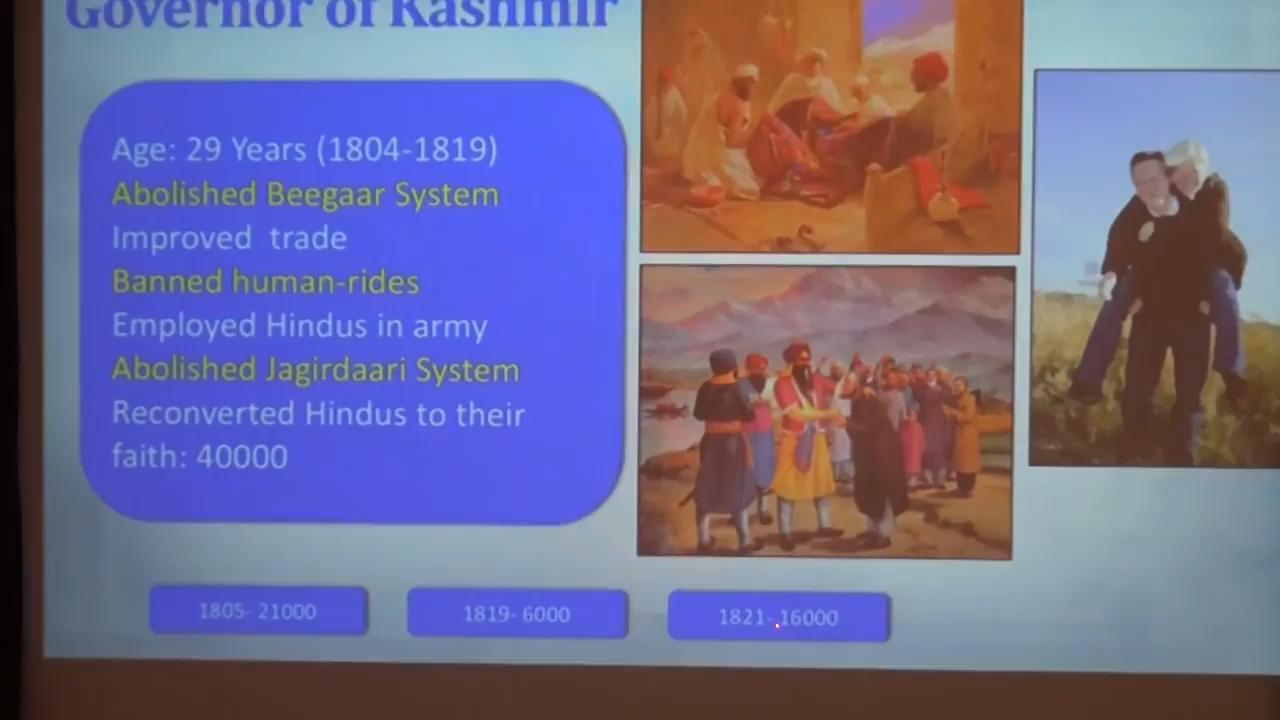 Governor of Kashmir
Age: 29 Years (1804-1819)
Abolished Beegaar System
Improved trade
Banned human-rides
Employed Hindus in army
Abolished Jagirdaari System
Reconverted Hindus to their
faith: 40000
1805- 21000
1819- 6000
1821- 16000